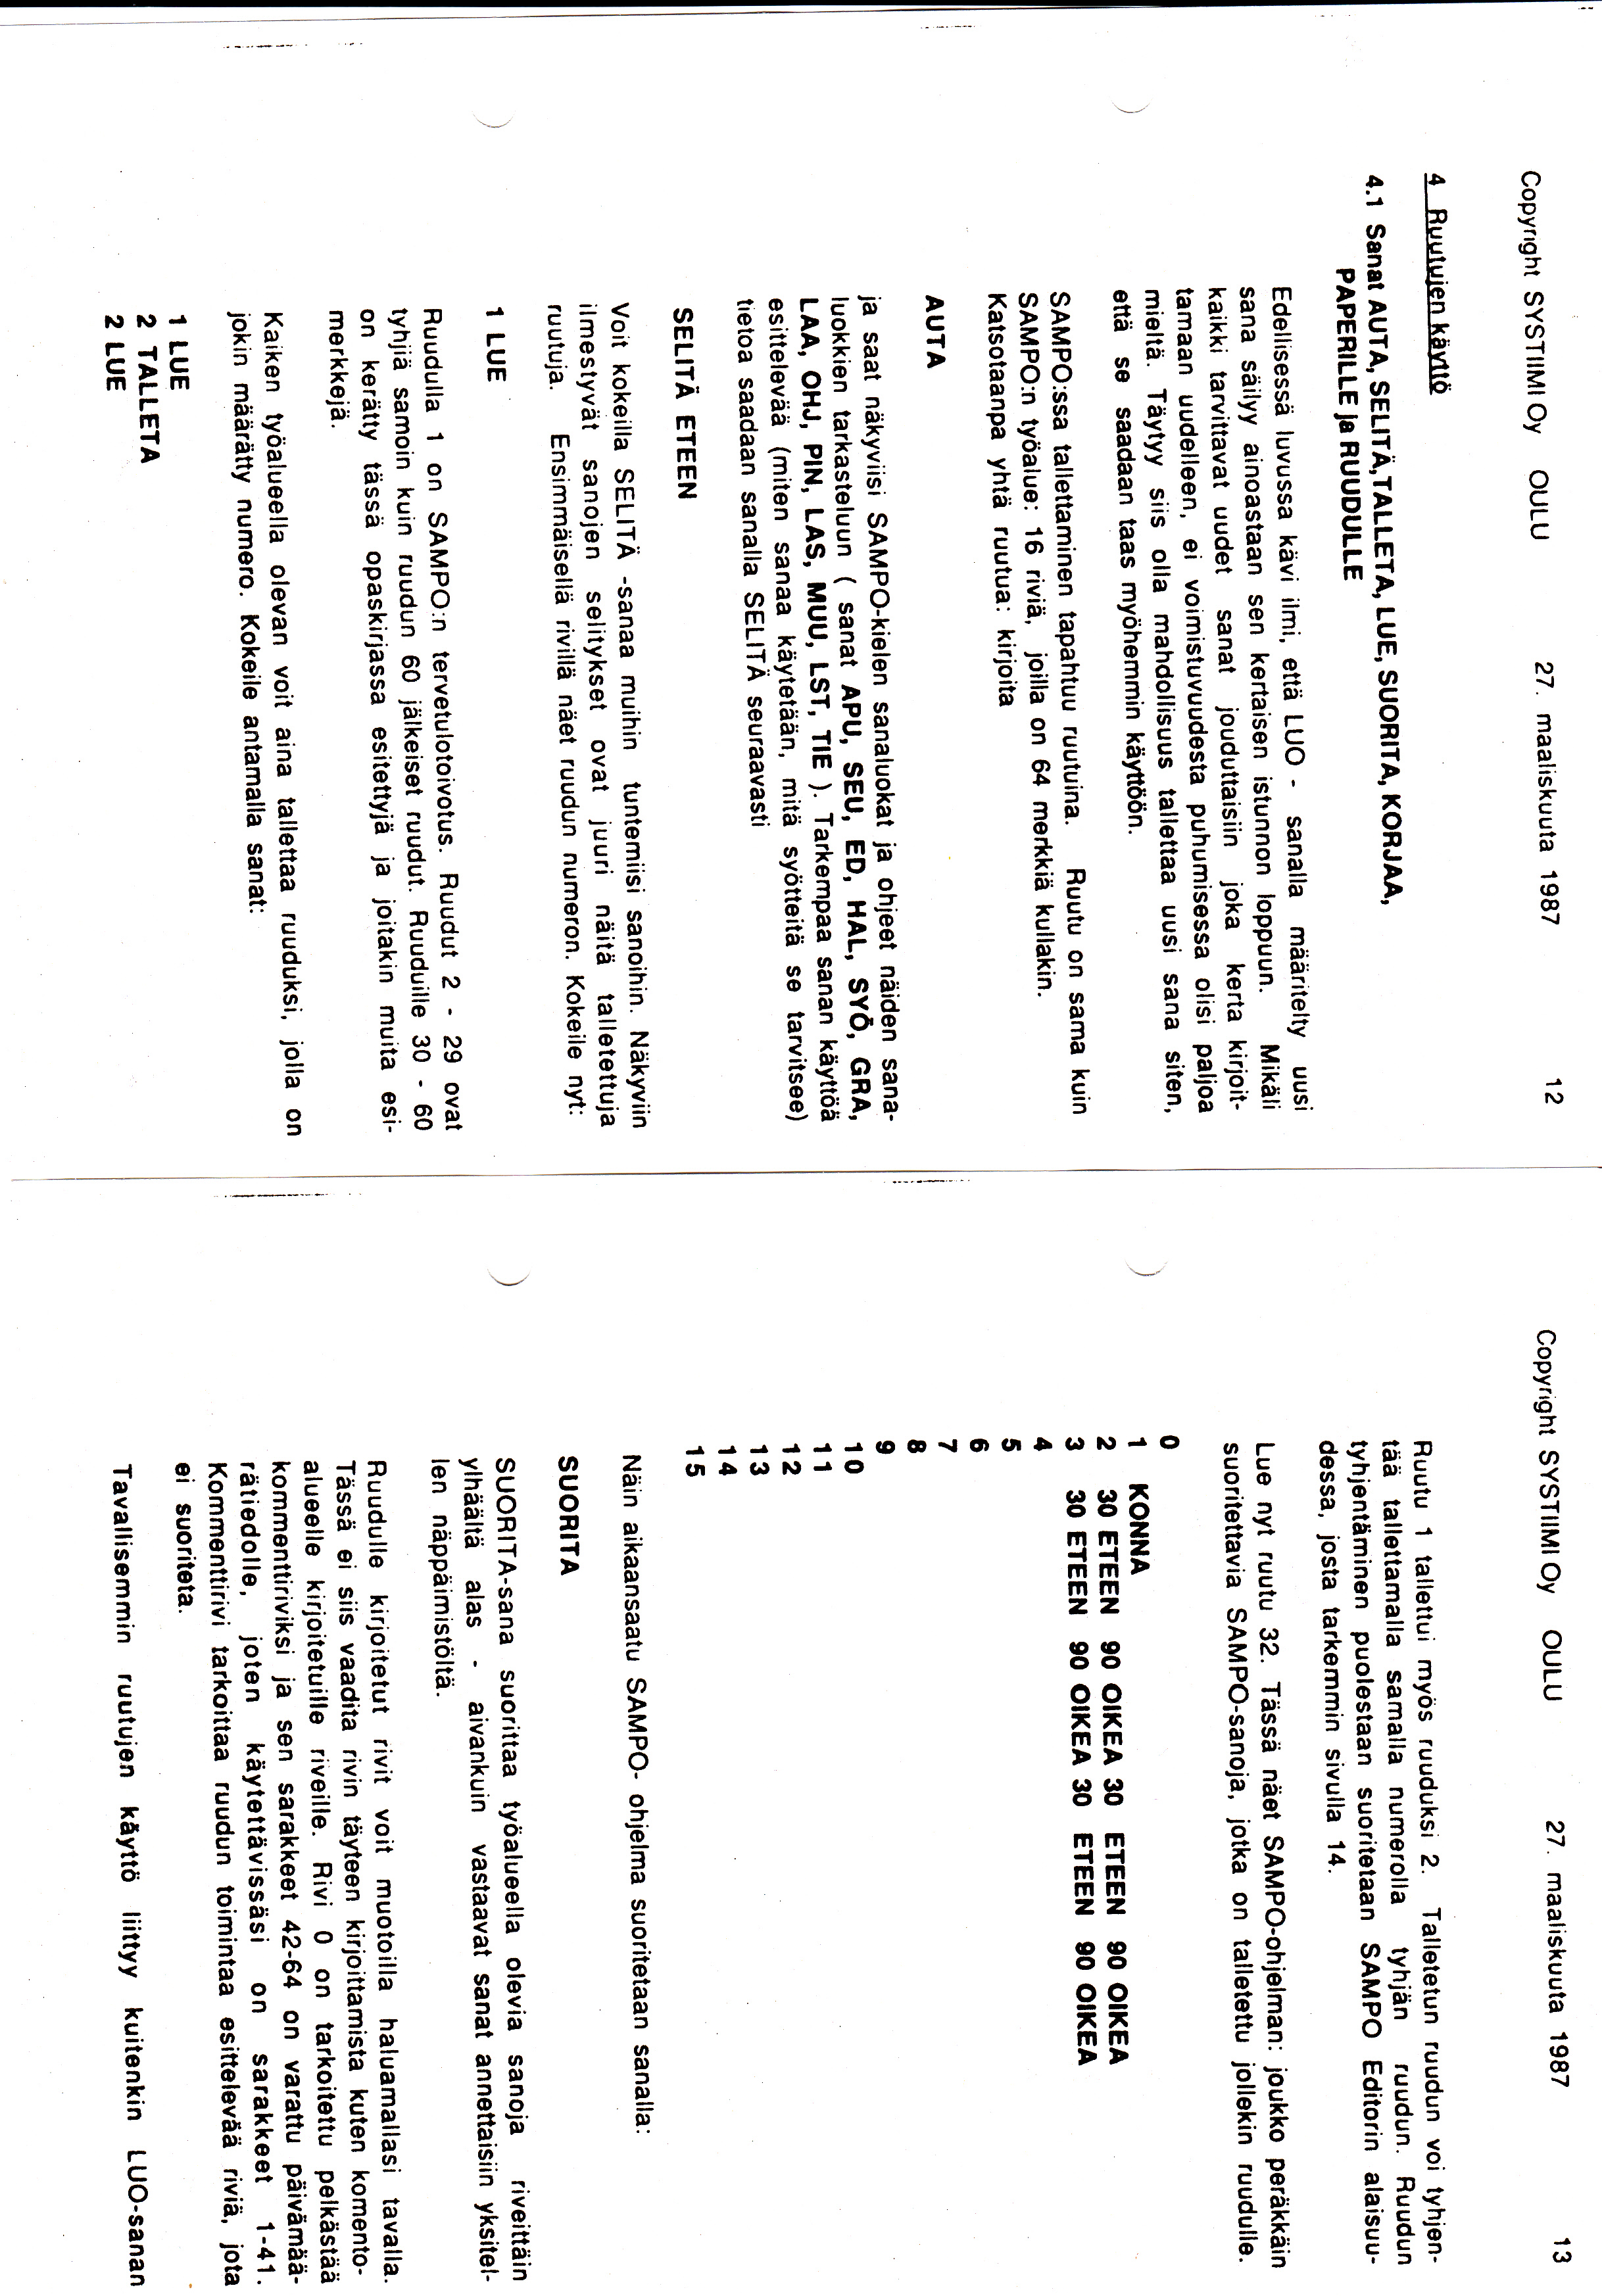 Copyright SYSTIIMI Oy OULU 27. maaliskuuta 1987 12
4 Ruutujen käyttö
4.1 Sanat AUTA, SELITÄ,TALLETA, LUE, SUORITA, KORJAA,
PAPERILLE ja RUUDULLE
Edellisessä luvussa kävi ilmi, että LUO - sanalla määritelty uusi
sana säilyy ainoastaan sen kertaisen istunnon loppuun. Mikäli
kaikki tarvittavat uudet sanat jouduttaisiin joka kerta kirjoit-
tamaan uudelleen, ei voimistuvuudesta puhumisessa olisi paljoa
mieltä. Täytyy siis olla mahdollisuus tallettaa uusi sana siten,
että se saadaan taas myöhemmin käyttöön.
SAMPO:ssa tallettaminen tapahtuu ruutuina. Ruutu on sama kuin
SAMPO:n työalue: 16 riviä, joilla on 64 merkkiä kullakin.
Katsotaanpa yhtä ruutua: kirjoita
AUTA
ja saat näkyviisi SAMPO-kielen sanaluokat ja ohjeet näiden sana-
luokkien tarkasteluun ( sanat APU, SEU, ED, HAL, SYÖ, GRA,
LAA, OHJ, PIN, LAS, MUU, LST, TIE ). Tarkempaa sanan käyttöä
esittelevää (miten sanaa käytetään, mitä syötteitä se tarvitsee)
tietoa saadaan sanalla SELITÄ seuraavasti
SELITÄ ETEEN
Voit kokeilla SELITÄ -sanaa muihin tuntemiisi sanoihin. Näkyviin
ilmestyvät sanojen selitykset ovat juuri näitä talletettuja
ruutuja. Ensimmäisellä rivillä näet ruudun numeron. Kokeile nyt:
1 LUE
Ruudulla 1 on SAMPO:n tervetulotoivotus. Ruudut 2 - 29 ovat
tyhjiä samoin kuin ruudun 60 jälkeiset ruudut. Ruuduille 30 - 60
on kerätty tässä opaskirjassa esitettyjä ja joitakin muita esi-
merkkejä.
Kaiken työalueella olevan voit aina tallettaa ruuduksi, jolla on
jokin määrätty numero. Kokeile antamalla sanat:
1 LUE
2 TALLETA
2 LUE
Copyright SYSTIIMI Oy OULU 27. maaliskuuta 1987 13
Ruutu 1 tallettui myös ruuduksi 2. Talletetun ruudun voi tyhjen-
tää tallettamalla samalla numerolla tyhjän ruudun. Ruudun
tyhjentäminen puolestaan suoritetaan SAMPO Editorin alaisuu-
dessa, josta tarkemmin sivulla 14.
Lue nyt ruutu 32. Tässä näet SAMPO-ohjelman: joukko peräkkäin
suoritettavia SAMPO-sanoja, jotka on talletettu jollekin ruudulle.
0
1 KONNA
2 30 ETEEN 90 OIKEA 30 ETEEN 90 OIKEA
3 30 ETEEN 90 OIKEA 30 ETEEN 90 OIKEA
4
5
6
7
8
9
10
11
12
13
14
15
Näin aikaansaatu SAMPO- ohjelma suoritetaan sanalla:
SUORITA
SUORITA-sana suorittaa työalueella olevia sanoja riveittäin
ylhäältä alas - aivankuin vastaavat sanat annettaisiin yksitel-
len näppäimistöltä.
Ruudulle kirjoitetut rivit voit muotoilla haluamallasi tavalla.
Tässä ei siis vaadita rivin täyteen kirjoittamista kuten komento-
alueelle kirjoitetuille riveille. Rivi 0 on tarkoitettu pelkästää
kommenttiriviksi ja sen sarakkeet 42-64 on varattu päivämää-
rätiedolle, joten käytettävissäsi on sarakkeet 1-41.
Kommenttirivi tarkoittaa ruudun toimintaa esittelevää riviä, jota
ei suoriteta.
Tavallisemmin ruutujen käyttö liittyy kuitenkin LUO-sanan